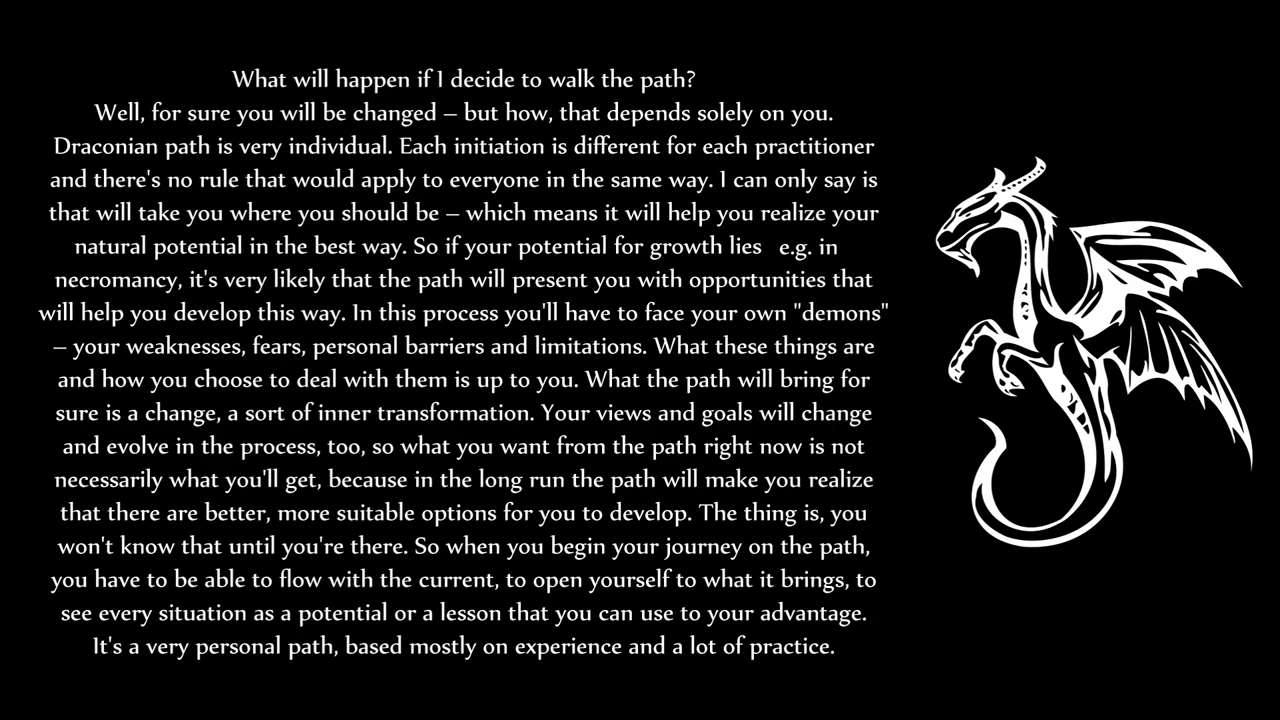 What will happen if I decide to walk the path?
Well, for sure you will be changed – but how, that depends solely on you.
Draconian path is very individual. Each initiation is different for each practitioner
and there's no rule that would apply to everyone in the same way. I can only say is
that will take you where you should be – which means it will help you realize your
natural potential in the best way. So if your potential for growth lies e.g. in
necromancy, it's very likely that the path will present you with opportunities that
will help you develop this way. In this process you'll have to face your own "demons"
– your weaknesses, fears, personal barriers and limitations. What these things are
and how you choose to deal with them is up to you. What the path will bring for
sure is a change, a sort of inner transformation. Your views and goals will change
and evolve in the process, too, so what you want from the path right now is not
necessarily what you'll get, because in the long run the path will make you realize
that there are better, more suitable options for you to develop. The thing is, you
won't know that until you're there. So when you begin your journey on the path,
you have to be able to flow with the current, to open yourself to what it brings, to
see every situation as a potential or a lesson that you can use to your advantage.
It's a very personal path, based mostly on experience and a lot of practice.